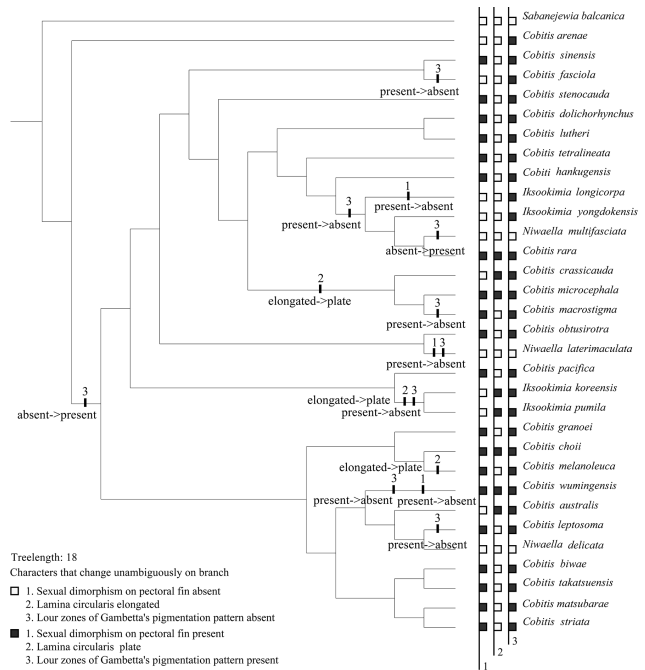 Sabanejewia balcanica
Cobitis arenae
Cobitis sinensis
3
Cobitis fasciola
present->absent
Cobitis stenocauda
Cobitis dolichorhynchus
Cobitis lutheri
Cobitis tetralineata
Cobiti hankugensis
1
Iksookimia longicorpa
3
present->absent
Iksookimia yongdokensis
present->absent
3
Niwaella multifasciata
absent->present
Cobitis rara
2
Cobitis crassicauda
elongated->plate
Cobitis microcephala
3
Cobitis macrostigma
present->absent
Cobitis obtusirotra
1 3
Niwaella laterimaculata
present->absent
Cobitis pacifica
3
2 3
Iksookimia koreensis
elongated->plate
absent->present
present->absent
Iksookimia pumila
Cobitis granoei
Cobitis choii
2
elongated->plate
Cobitis melanoleuca
3 1
Cobitis wumingensis
present->absent present->absent
Cobitis australis
3
Cobitis leptosoma
present->absent
Niwaella delicata
Treelength: 18
Cobitis biwae
Characters that change unambiguously on branch
Cobitis takatsuensis
1. Sexual dimorphism on pectoral fin absent
2. Lamina circularis elongated
Cobitis matsubarae
3. Lour zones of Gambetta's pigmentation pattern absent
Cobitis striata
1. Sexual dimorphism on pectoral fin present
2. Lamina circularis plate
3. Lour zones of Gambetta's pigmentation pattern present
3
2
1